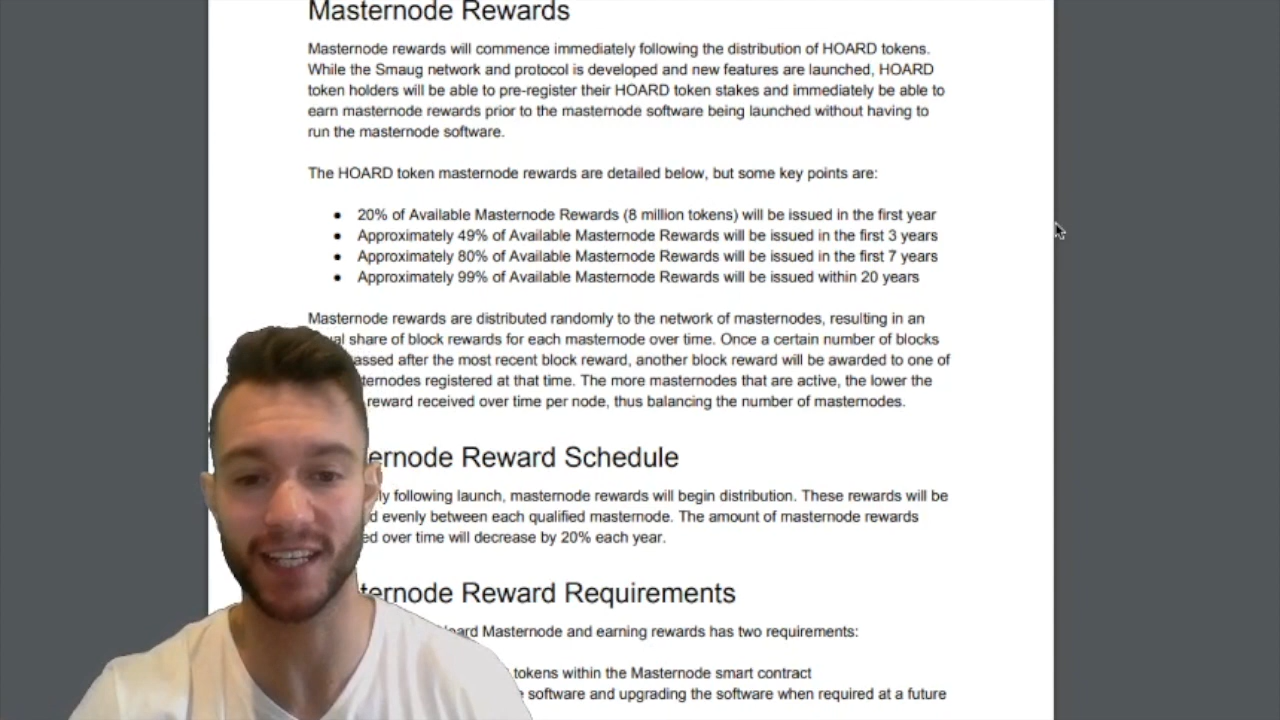 Masternode Rewards
Masternode rewards will commence immediately following the distribution of HOARD tokens.
While the Smaug network and protocol is developed and new features are launched, HOARD
token holders will be able to pre-register their HOARD token stakes and immediately be able to
earn masternode rewards prior to the masternode software being launched without having to
run the masternode software.
The HOARD token masternode rewards are detailed below, but some key points are:
● 20% of Available Masternode Rewards (8 million tokens) will be issued in the first year
● Approximately 49% of Available Masternode Rewards will be issued in the first 3 years
● Approximately 80% of Available Masternode Rewards will be issued in the first 7 years
● Approximately 99% of Available Masternode Rewards will be issued within 20 years
Masternode rewards are distributed randomly to the network of masternodes, resulting in an
share of block rewards for each masternode over time. Once a certain number of blocks
after the most recent block reward, another block reward will be awarded to one of
registered at that time. The more masternodes that are active, the lower the
reward received over time per node, thus balancing the number of masternodes.
Reward Schedule
following launch, masternode rewards will begin distribution. These rewards will be
evenly between each qualified masternode. The amount of masternode rewards
over time will decrease by 20% each year.
Reward Requirements
Masternode and earning rewards has two requirements:
tokens within the Masternode smart contract
software and upgrading the software when required at a future